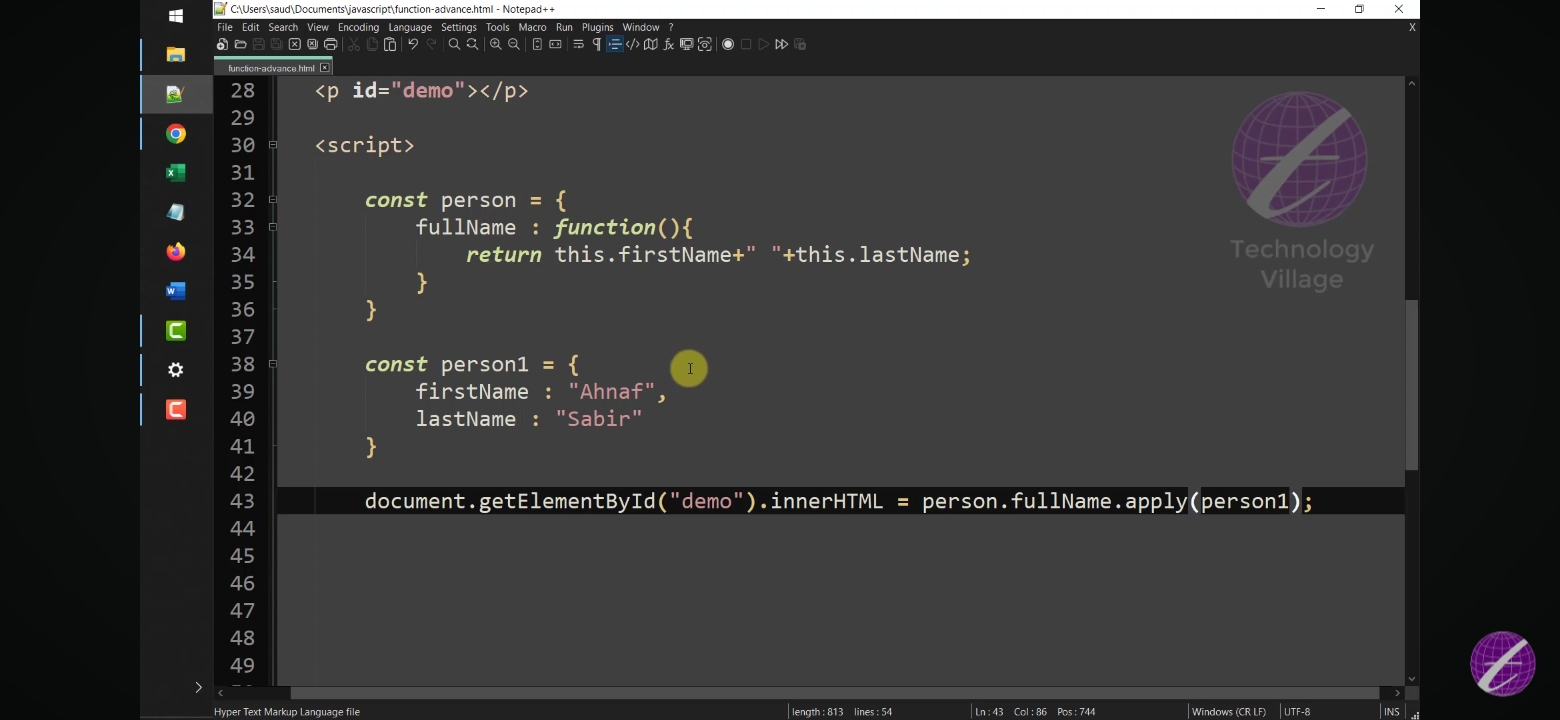 C:\Users\saud\Documents\javascript\function-advance.html - Notepad++
File Edit Search View Encoding Language Settings Tools Macro Run Plugins Window ? X
function-advance.html
28 <p id="demo"></p>
29
30 <script>
31
32 const person = {
33 fullName : function(){
34 return this.firstName+" "+this.lastName;
35 }
36 }
37
38 const person1 = {
39 firstName : "Ahnaf",
40 lastName : "Sabir"
41 }
42
43 document.getElementById("demo").innerHTML = person.fullName.apply(person1);
44
45
46
47
48
49
Technology
Village
Hyper Text Markup Language file length : 813 lines : 54 Ln : 43 Col : 86 Pos : 744 Windows (CR LF) UTF-8 INS